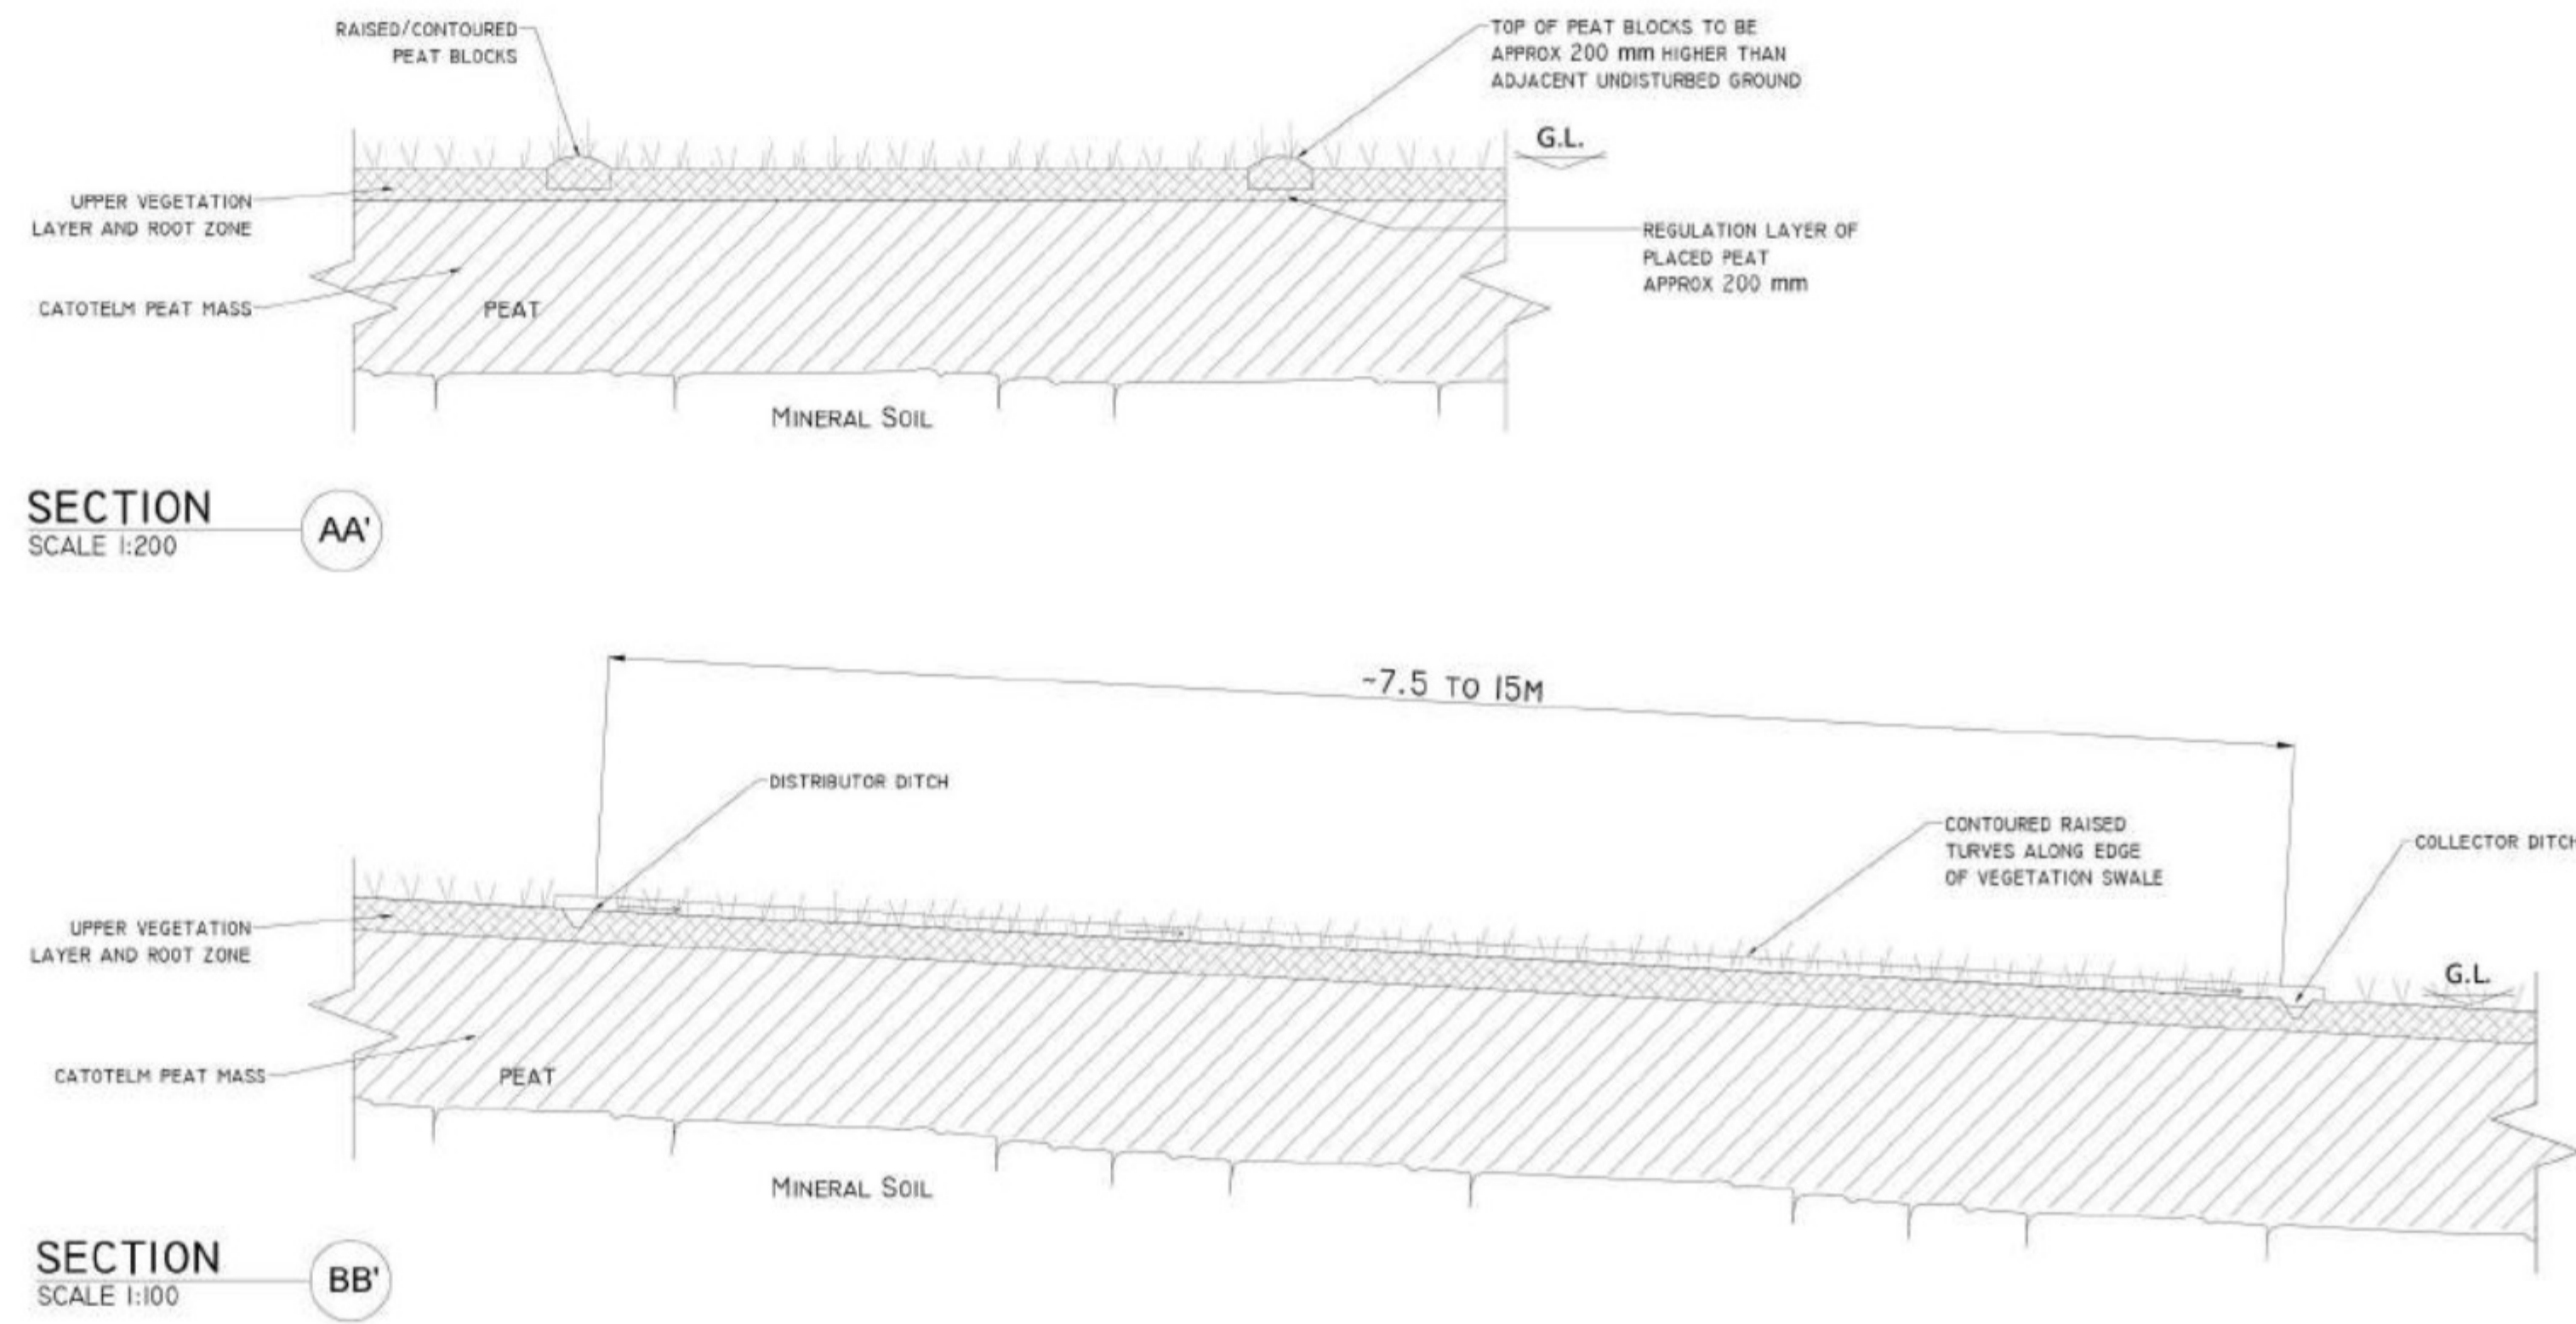 RAISED/CONTOURED
PEAT BLOCKS
TOP OF PEAT BLOCKS TO BE
APPROX 200 mm HIGHER THAN
ADJACENT UNDISTURBED GROUND
G.L.
UPPER VEGETATION
LAYER AND ROOT ZONE
REGULATION LAYER OF
PLACED PEAT
APPROX 200 mm
CATOTELM PEAT MASS
PEAT
MINERAL SOIL
SECTION
SCALE 1:200
AA'
~7.5 TO 15M
DISTRIBUTOR DITCH
CONTOURED RAISED
TURVES ALONG EDGE
OF VEGETATION SWALE
COLLECTOR DITCH
UPPER VEGETATION
LAYER AND ROOT ZONE
G.L.
CATOTELM PEAT MASS
PEAT
MINERAL SOIL
SECTION
SCALE 1:100
BB'